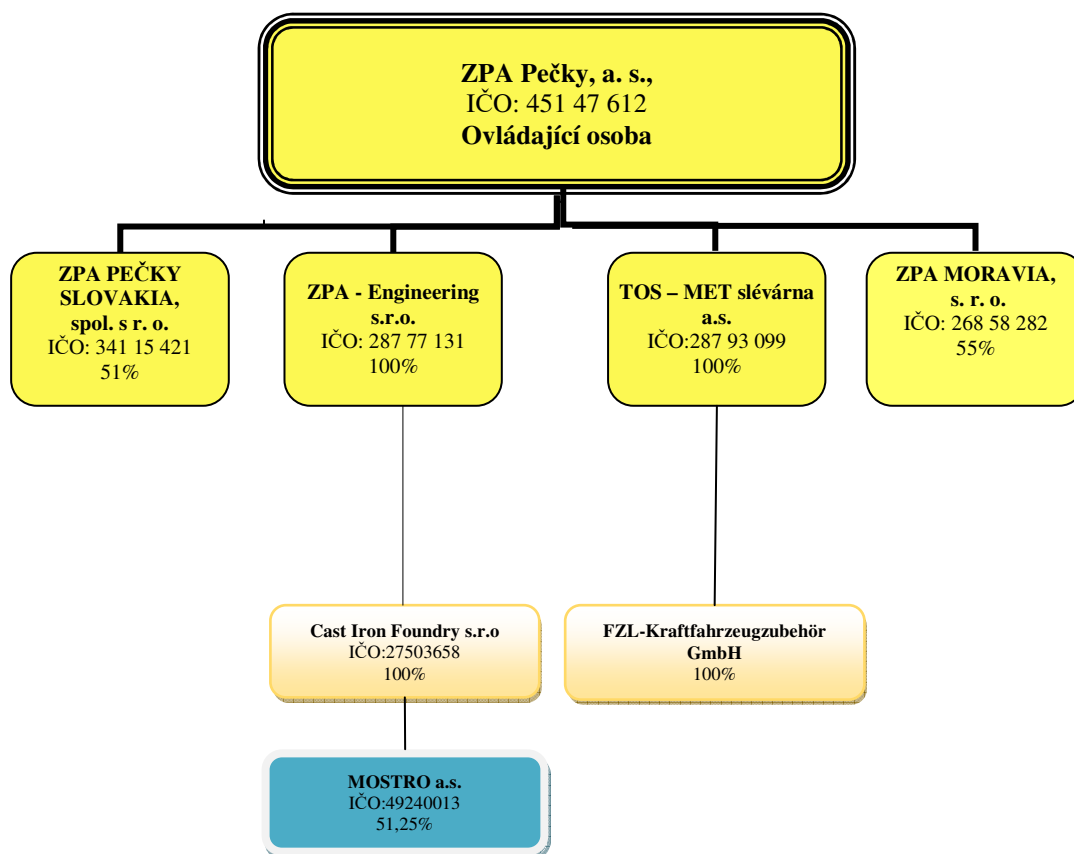 ZPA Pečky, a. s.,
IČO: 451 47 612
Ovládající osoba
ZPA PEČKY
SLOVAKIA,
spol. s r. o.
IČO: 341 15 421
51%
ZPA - Engineering
s.r.o.
IČO: 287 77 131
100%
TOS – MET slévárna
a.s.
IČO:287 93 099
100%
ZPA MORAVIA,
s. r. o.
IČO: 268 58 282
55%
Cast Iron Foundry s.r.o
IČO:27503658
100%
FZL-Kraftfahrzeugzubehör
GmbH
100%
MOSTRO a.s.
IČO:49240013
51,25%